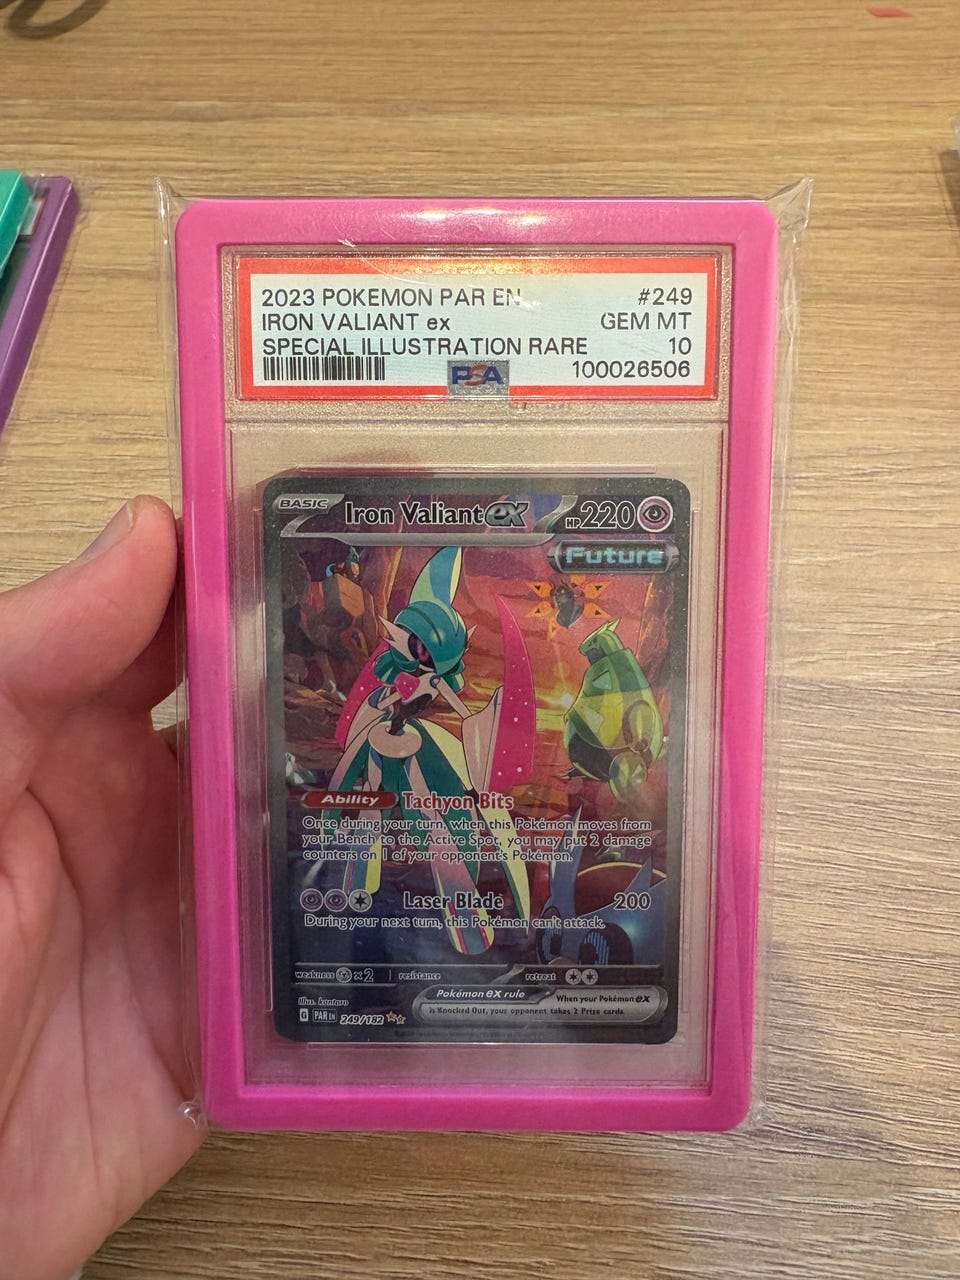 2023 POKEMON PAR EN #249
IRON VALIANT ex GEM MT
SPECIAL ILLUSTRATION RARE 10
PSA 100026506
BASIC Iron Valiant ex HP 220
Future
Ability Tachyon Bits
Once during your turn, when this Pokémon moves from
your Bench to the Active Spot, you may put 2 damage
counters on 1 of your opponent's Pokémon.
Laser Blade 200
During your next turn, this Pokémon can't attack.
weakness x2 resistance retreat
Pokémon ex rule When your Pokémon ex
is Knocked Out, your opponent takes 2 Prize cards.
Illus. kantaro
G PAR EN 249/182